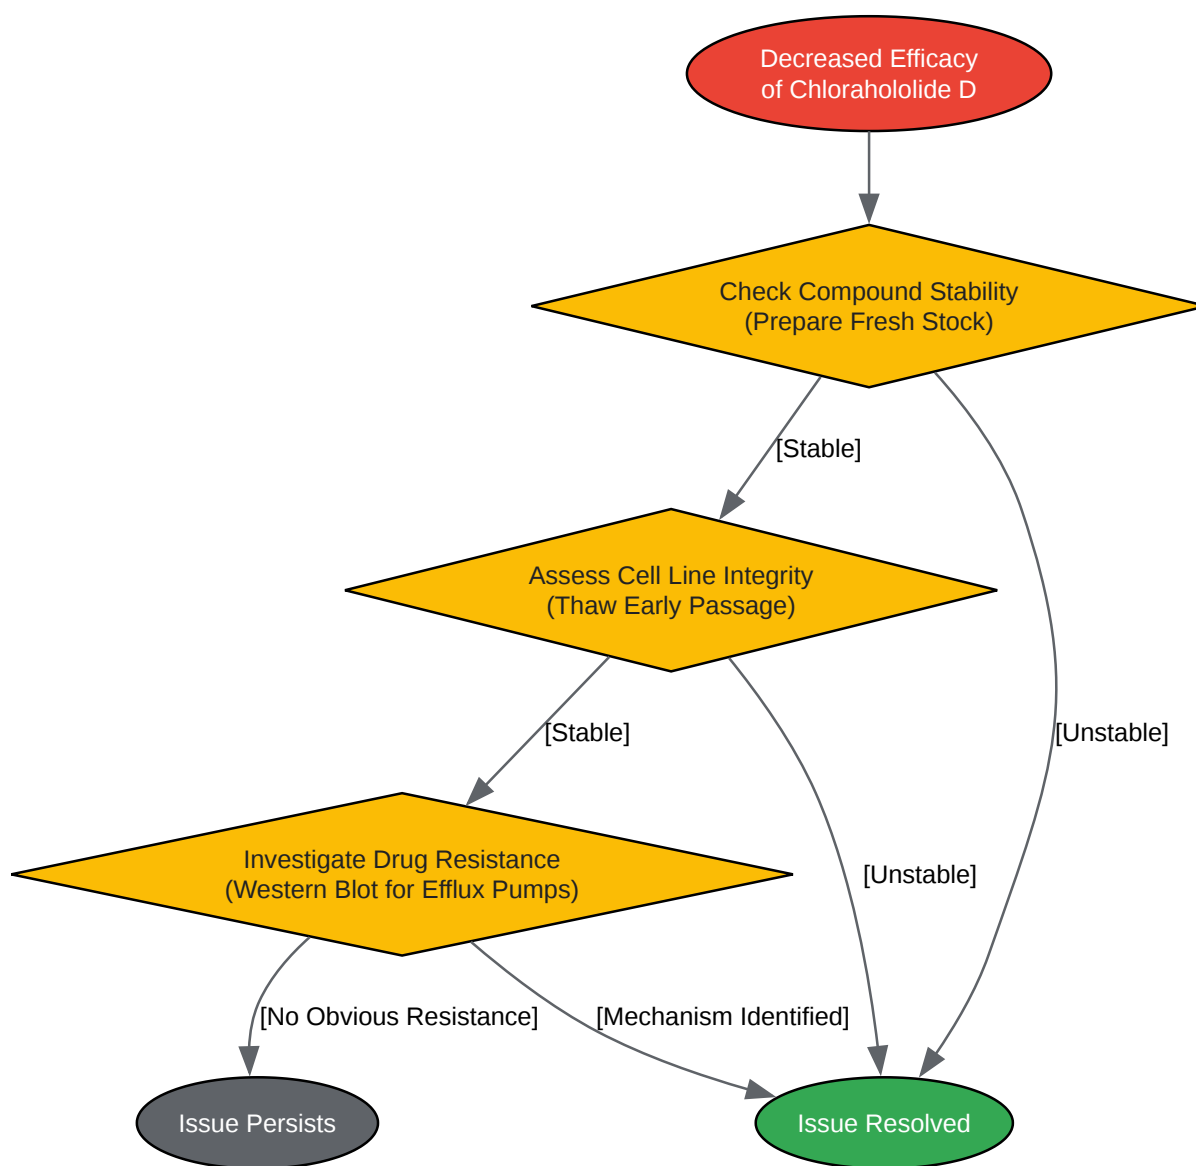 Decreased Efficacy
of Chlorahololide D
Check Compound Stability
(Prepare Fresh Stock)
[Stable]
Assess Cell Line Integrity
(Thaw Early Passage)
[Stable]
[Unstable]
Investigate Drug Resistance
(Western Blot for Efflux Pumps)
[Unstable]
[No Obvious Resistance]
[Mechanism Identified]
Issue Persists
Issue Resolved